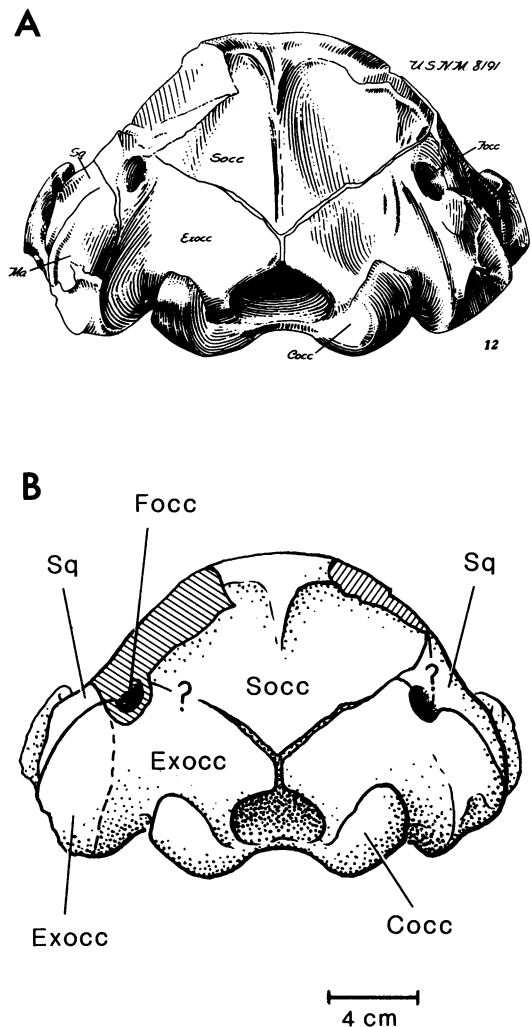 A
U.S.N.M. 8191
Sq
Socc
Focc
Exocc
Ma
Cocc
12
B
Focc
Sq
Sq
?
?
Socc
Exocc
Exocc
Cocc
4 cm